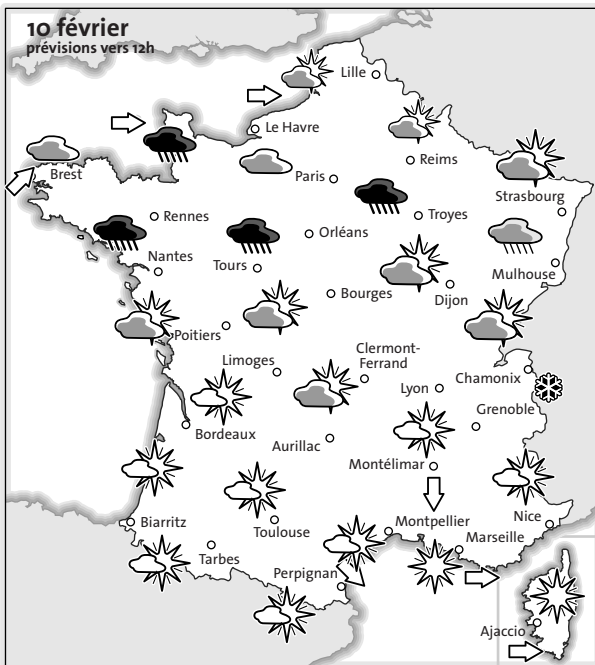 10 février
prévisions vers 12h
Lille
Le Havre
Reims
Brest
Paris
Strasbourg
Rennes
Troyes
Orléans
Nantes
Tours
Mulhouse
Bourges
Dijon
Poitiers
Limoges
Clermont-
Ferrand
Lyon
Chamonix
Grenoble
Bordeaux
Aurillac
Montélimar
Biarritz
Toulouse
Montpellier
Nice
Marseille
Tarbes
Perpignan
Ajaccio